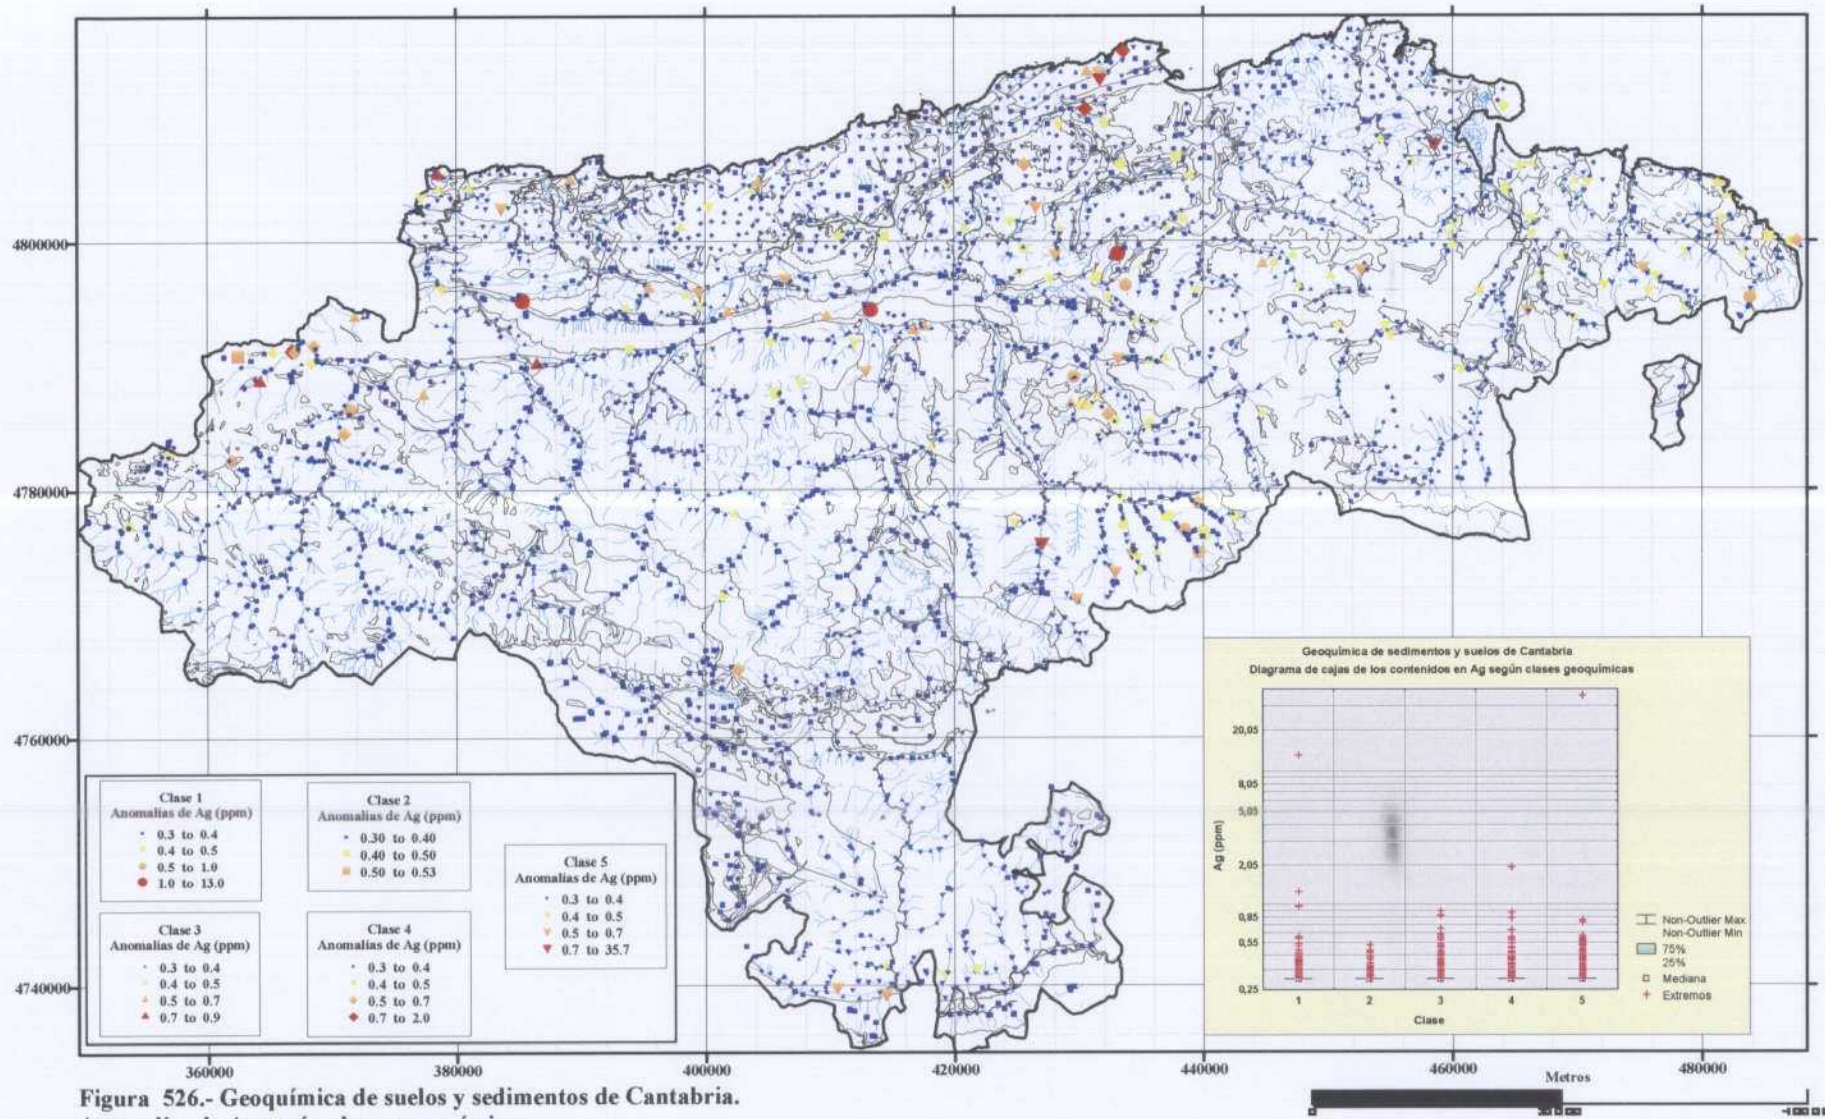 4800000
4780000
4760000
4740000
Clase 1
Anomalías de Ag (ppm)
0.3 to 0.4
0.4 to 0.5
0.5 to 1.0
1.0 to 13.0
Clase 2
Anomalías de Ag (ppm)
0.30 to 0.40
0.40 to 0.50
0.50 to 0.53
Clase 3
Anomalías de Ag (ppm)
0.3 to 0.4
0.4 to 0.5
0.5 to 0.7
0.7 to 0.9
Clase 4
Anomalías de Ag (ppm)
0.3 to 0.4
0.4 to 0.5
0.5 to 0.7
0.7 to 2.0
Clase 5
Anomalías de Ag (ppm)
0.3 to 0.4
0.4 to 0.5
0.5 to 0.7
0.7 to 35.7
Geoquímica de sedimentos y suelos de Cantabria
Diagrama de cajas de los contenidos en Ag según clases geoquímicas
Ag (ppm)
20,05
8,05
5,05
2,05
0,85
0,55
0,25
1 2 3 4 5
Clase
Non-Outlier Max
Non-Outlier Min
75%
25%
Mediana
Extremos
360000 380000 400000 420000 440000 460000 480000
Metros
0
Figura 526.- Geoquímica de suelos y sedimentos de Cantabria.